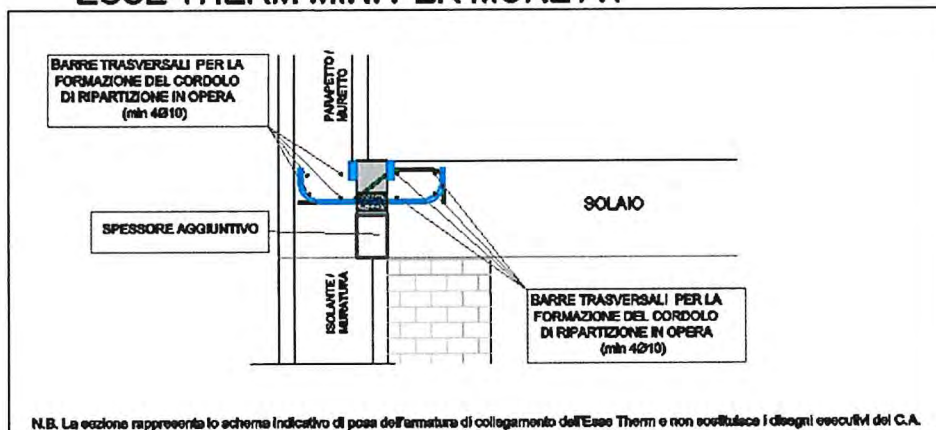 BARRE TRASVERSALI PER LA
FORMAZIONE DEL CORDOLO
DI RIPARTIZIONE IN OPERA
(min 4Ø10)
PARAPETTO /
MURETTO
SOLAIO
SPESSORE AGGIUNTIVO
ISOLANTE /
MURATURA
BARRE TRASVERSALI PER LA
FORMAZIONE DEL CORDOLO
DI RIPARTIZIONE IN OPERA
(min 4Ø10)
N.B. La sezione rappresenta lo schema indicativo di posa dell'armatura di collegamento dell'Esse Therm e non sostituisce i disegni esecutivi del C.A.